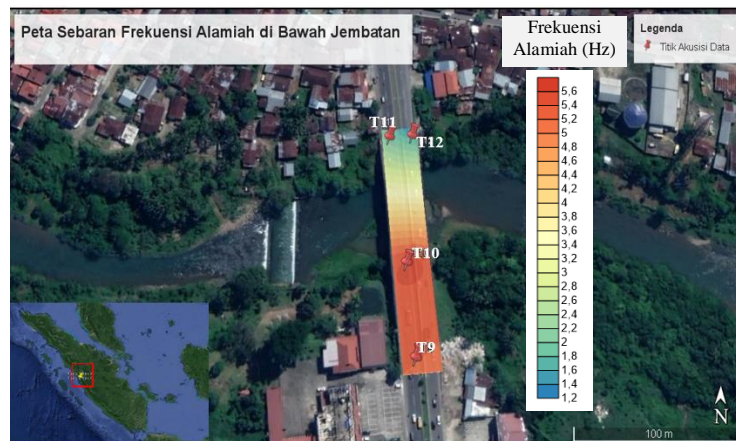 Peta Sebaran Frekuensi Alamiah di Bawah Jembatan
Frekuensi
Alamiah (Hz)
Legenda
Titik Akusisi Data
5,6
5,4
5,2
5
4,8
4,6
4,4
4,2
4
3,8
3,6
3,4
3,2
3
2,8
2,6
2,4
2,2
2
1,8
1,6
1,4
1,2
T11
T12
T10
T9
N
100 m